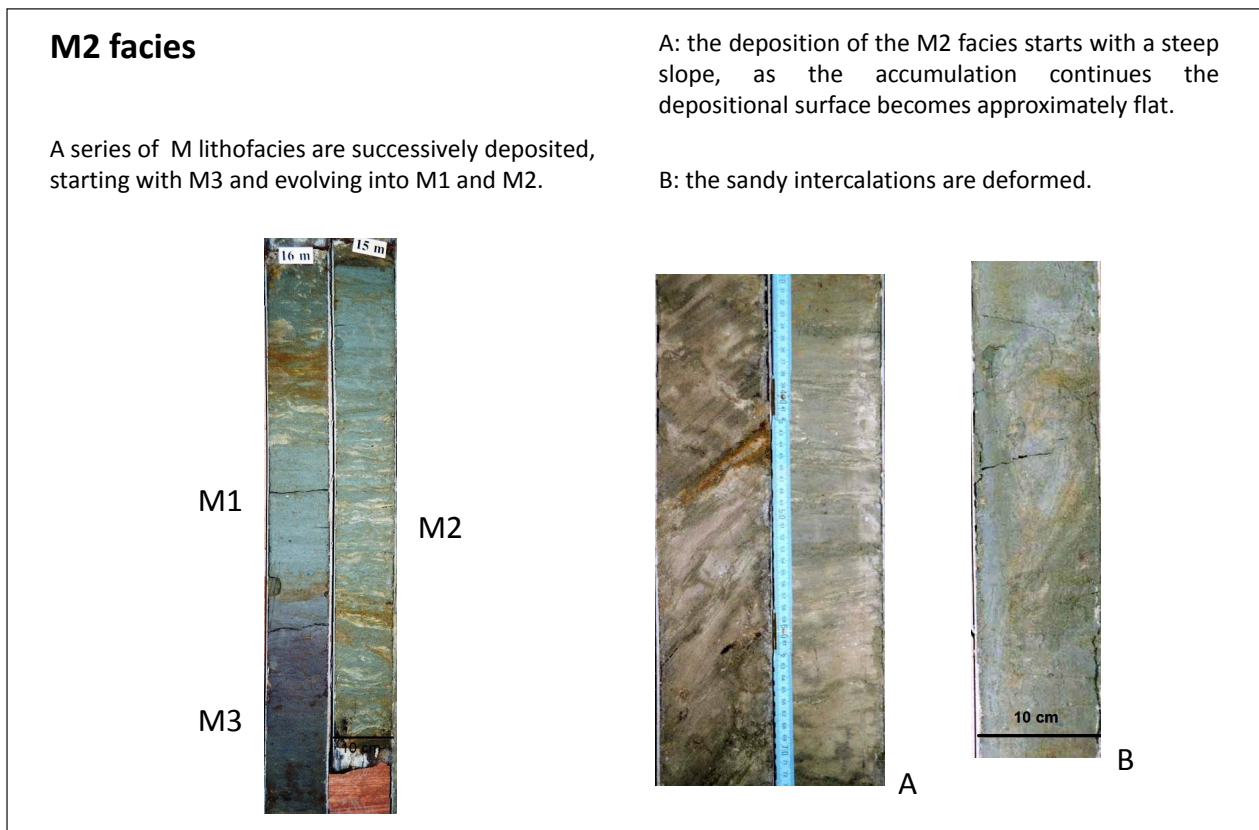 M2 facies
A series of M lithofacies are successively deposited,
starting with M3 and evolving into M1 and M2.
A: the deposition of the M2 facies starts with a steep
slope, as the accumulation continues the
depositional surface becomes approximately flat.
B: the sandy intercalations are deformed.
16 m
15 m
M1
M2
M3
10 cm
A
10 cm
B